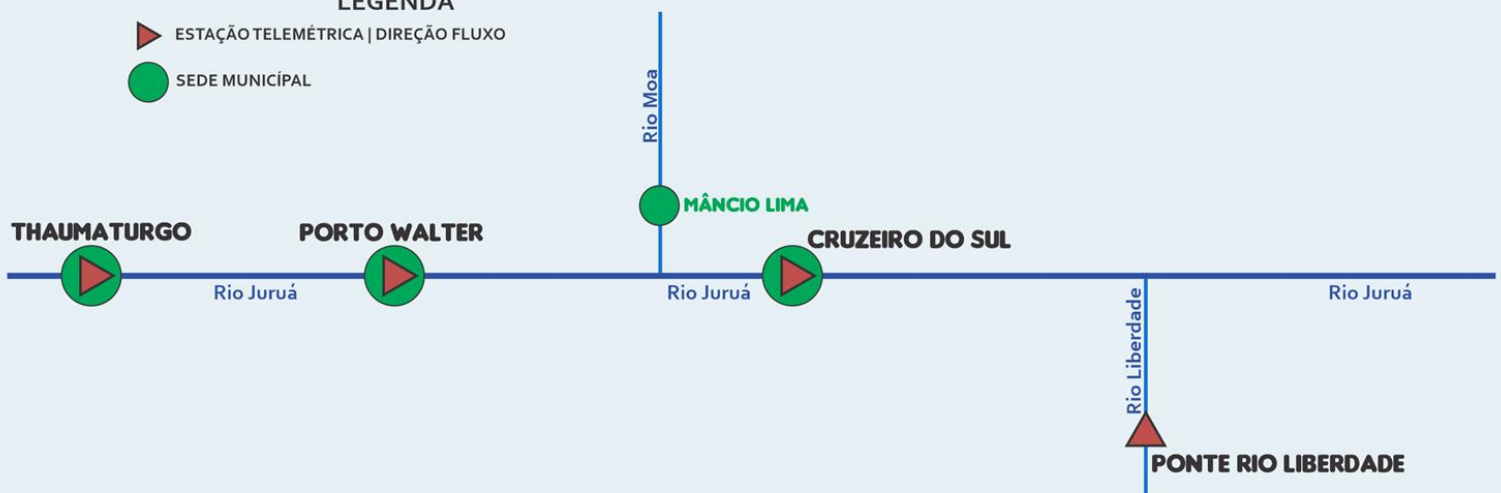 LEGENDA
ESTAÇÃO TELEMÉTRICA | DIREÇÃO FLUXO
SEDE MUNICÍPAL
Rio Moa
MÂNCIO LIMA
THAUMATURGO
PORTO WALTER
CRUZEIRO DO SUL
Rio Juruá
Rio Juruá
Rio Juruá
Rio Liberdade
PONTE RIO LIBERDADE